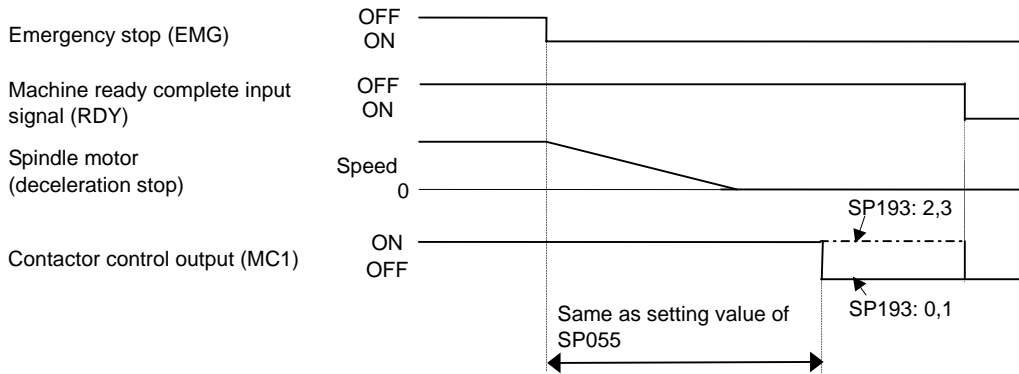 Emergency stop (EMG)
OFF
ON
Machine ready complete input
signal (RDY)
OFF
ON
Spindle motor
(deceleration stop)
Speed
0
SP193: 2,3
Contactor control output (MC1)
ON
OFF
SP193: 0,1
Same as setting value of
SP055